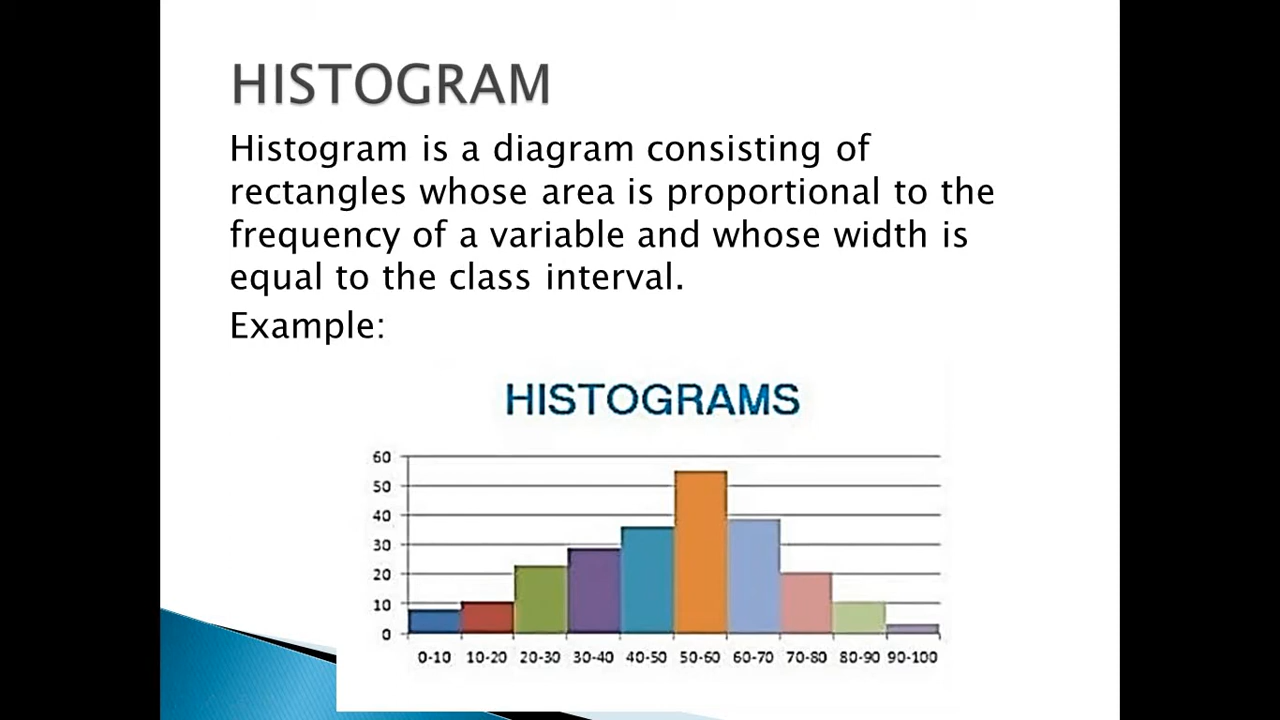 HISTOGRAM
Histogram is a diagram consisting of
rectangles whose area is proportional to the
frequency of a variable and whose width is
equal to the class interval.
Example:
HISTOGRAMS
60
50
40
30
20
10
0
0-10 10-20 20-30 30-40 40-50 50-60 60-70 70-80 80-90 90-100